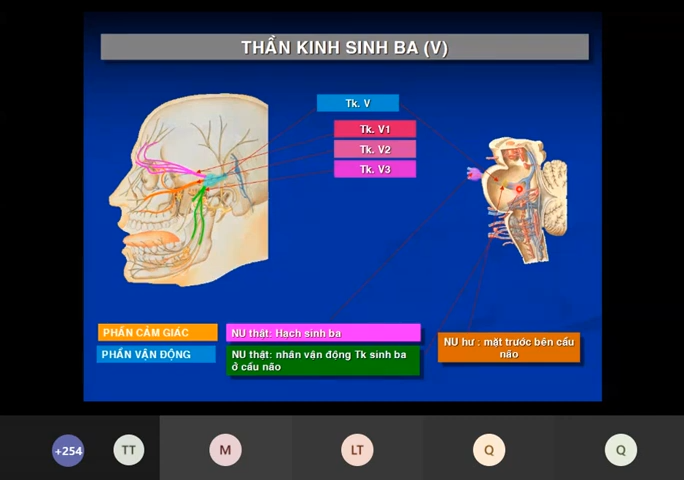 THẦN KINH SINH BA (V)
Tk. V
Tk. V1
Tk. V2
Tk. V3
PHẦN CẢM GIÁC
NU thật: Hạch sinh ba
PHẦN VẬN ĐỘNG
NU thật: nhân vận động Tk sinh ba
ở cầu não
NU hư : mặt trước bên cầu
não
+254
TT
M
LT
Q
Q